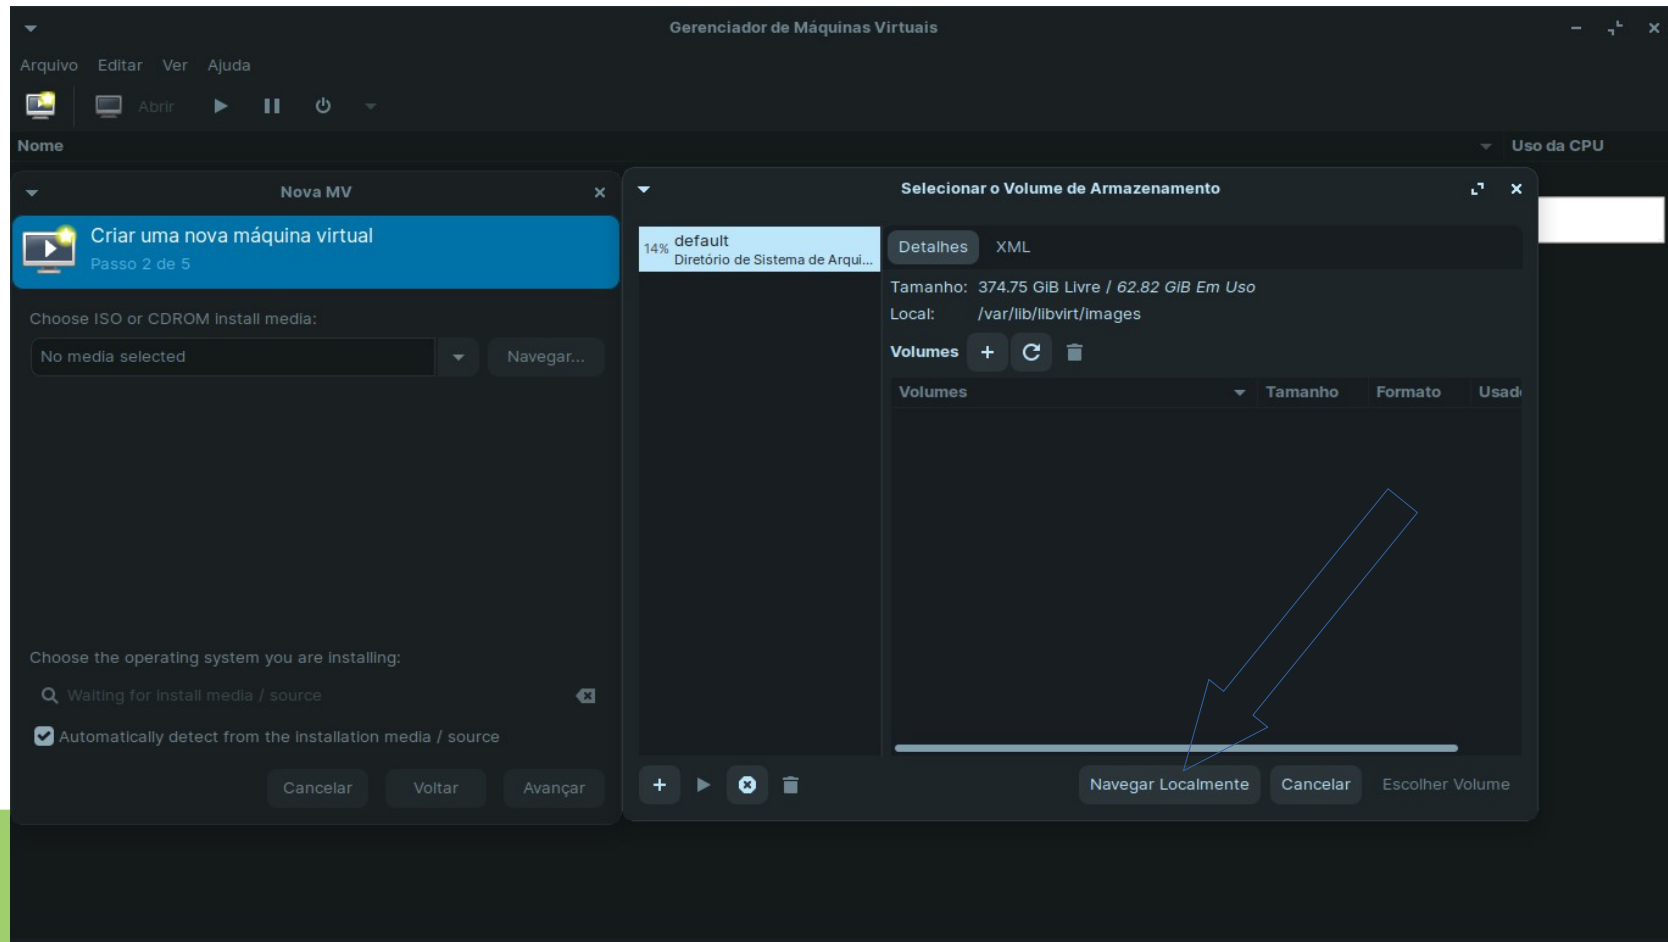 Gerenciador de Máquinas Virtuais
Arquivo Editar Ver Ajuda
Abrir
Nome
Uso da CPU
Nova MV
Criar uma nova máquina virtual
Passo 2 de 5
Choose ISO or CDROM install media:
No media selected
Navegar...
Choose the operating system you are installing:
Waiting for install media / source
Automatically detect from the installation media / source
Cancelar Voltar Avançar
Selecionar o Volume de Armazenamento
14% default
Diretório de Sistema de Arqui...
Detalhes XML
Tamanho: 374.75 GiB Livre / 62.82 GiB Em Uso
Local: /var/lib/libvirt/images
Volumes
Volumes Tamanho Formato Usado
Navegar Localmente Cancelar Escolher Volume